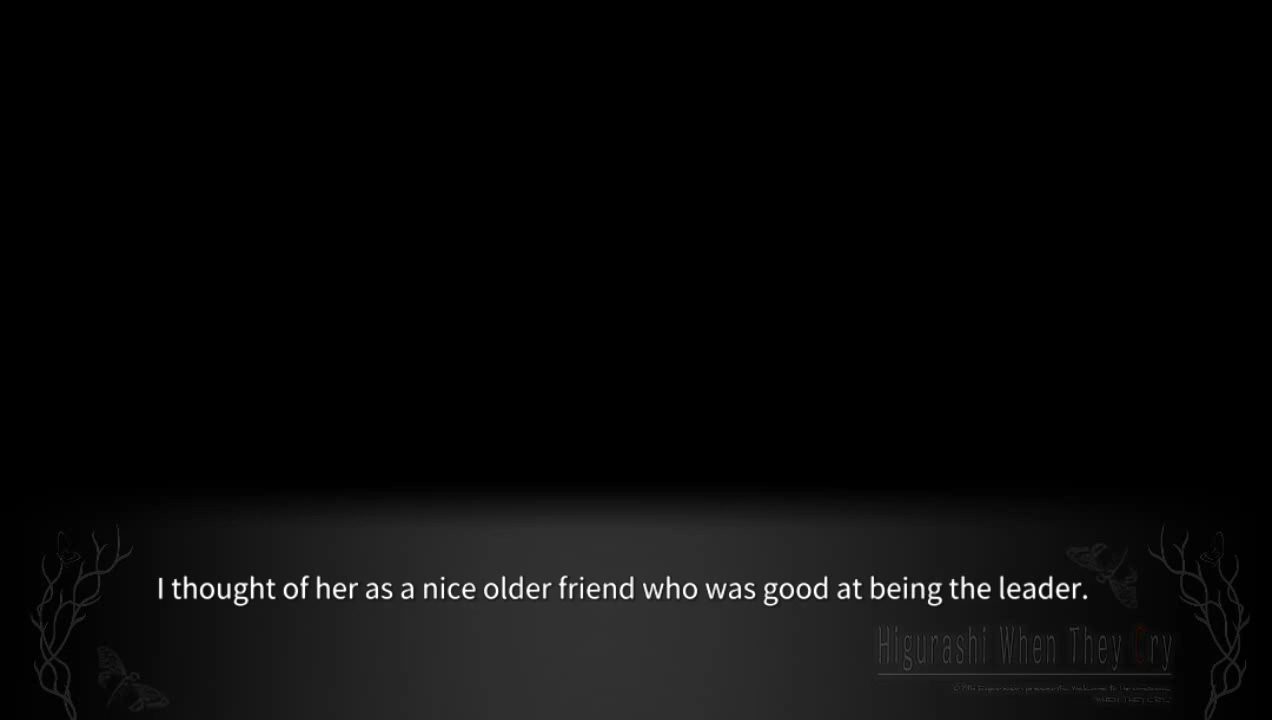 I thought of her as a nice older friend who was good at being the leader.
Higurashi When They Cry